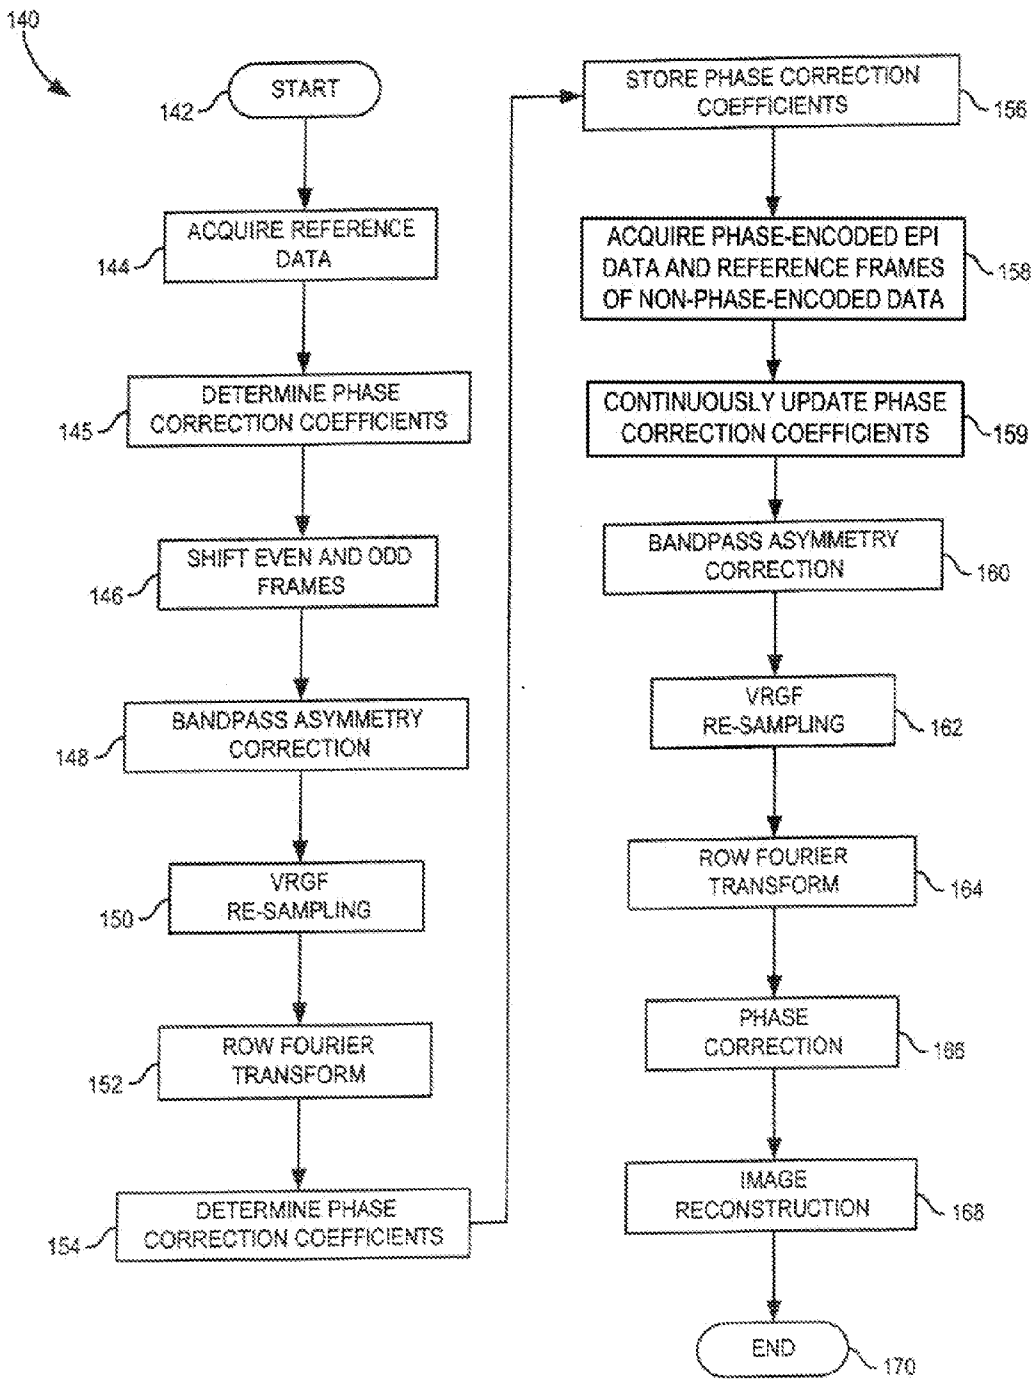 140
START
142
ACQUIRE REFERENCE
DATA
144
DETERMINE PHASE
CORRECTION COEFFICIENTS
145
SHIFT EVEN AND ODD
FRAMES
146
BANDPASS ASYMMETRY
CORRECTION
148
VRGF
RE-SAMPLING
150
ROW FOURIER
TRANSFORM
152
DETERMINE PHASE
CORRECTION COEFFICIENTS
154
STORE PHASE CORRECTION
COEFFICIENTS
156
ACQUIRE PHASE-ENCODED EPI
DATA AND REFERENCE FRAMES
OF NON-PHASE-ENCODED DATA
158
CONTINUOUSLY UPDATE PHASE
CORRECTION COEFFICIENTS
159
BANDPASS ASYMMETRY
CORRECTION
160
VRGF
RE-SAMPLING
162
ROW FOURIER
TRANSFORM
164
PHASE
CORRECTION
166
IMAGE
RECONSTRUCTION
168
END
170